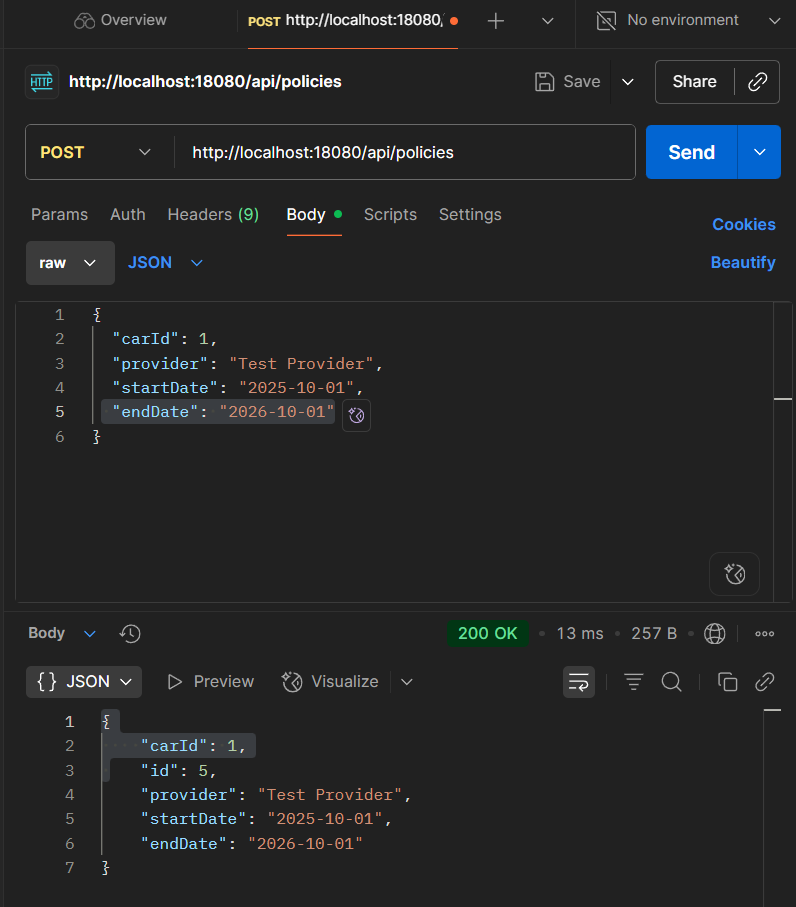 Overview
POST http://localhost:18080/
No environment
HTTP http://localhost:18080/api/policies
Save
Share
POST
http://localhost:18080/api/policies
Send
Params Auth Headers (9) Body Scripts Settings
Cookies
raw
JSON
Beautify
1 {
2 "carId": 1,
3 "provider": "Test Provider",
4 "startDate": "2025-10-01",
5 "endDate": "2026-10-01"
6 }
Body
200 OK • 13 ms • 257 B
{} JSON
Preview
Visualize
1 {
2 "carId": 1,
3 "id": 5,
4 "provider": "Test Provider",
5 "startDate": "2025-10-01",
6 "endDate": "2026-10-01"
7 }